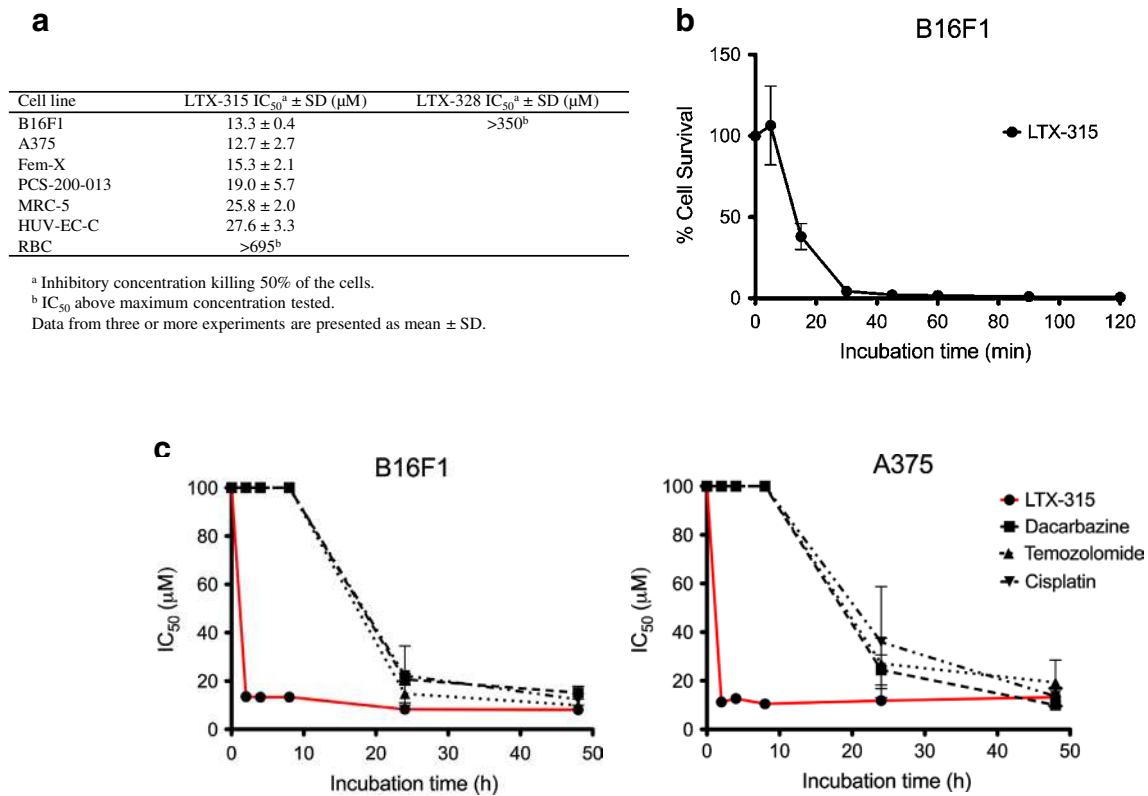 a
Cell line LTX-315 IC50a ± SD (μM) LTX-328 IC50a ± SD (μM)
B16F1 13.3 ± 0.4 >350b
A375 12.7 ± 2.7
Fem-X 15.3 ± 2.1
PCS-200-013 19.0 ± 5.7
MRC-5 25.8 ± 2.0
HUV-EC-C 27.6 ± 3.3
RBC >695b
a Inhibitory concentration killing 50% of the cells.
b IC50 above maximum concentration tested.
Data from three or more experiments are presented as mean ± SD.
b
B16F1
% Cell Survival
150
100
50
0
0 20 40 60 80 100 120
Incubation time (min)
LTX-315
c
B16F1
IC50 (μM)
100
80
60
40
20
0
0 10 20 30 40 50
Incubation time (h)
A375
IC50 (μM)
100
80
60
40
20
0
0 10 20 30 40 50
Incubation time (h)
LTX-315
Dacarbazine
Temozolomide
Cisplatin